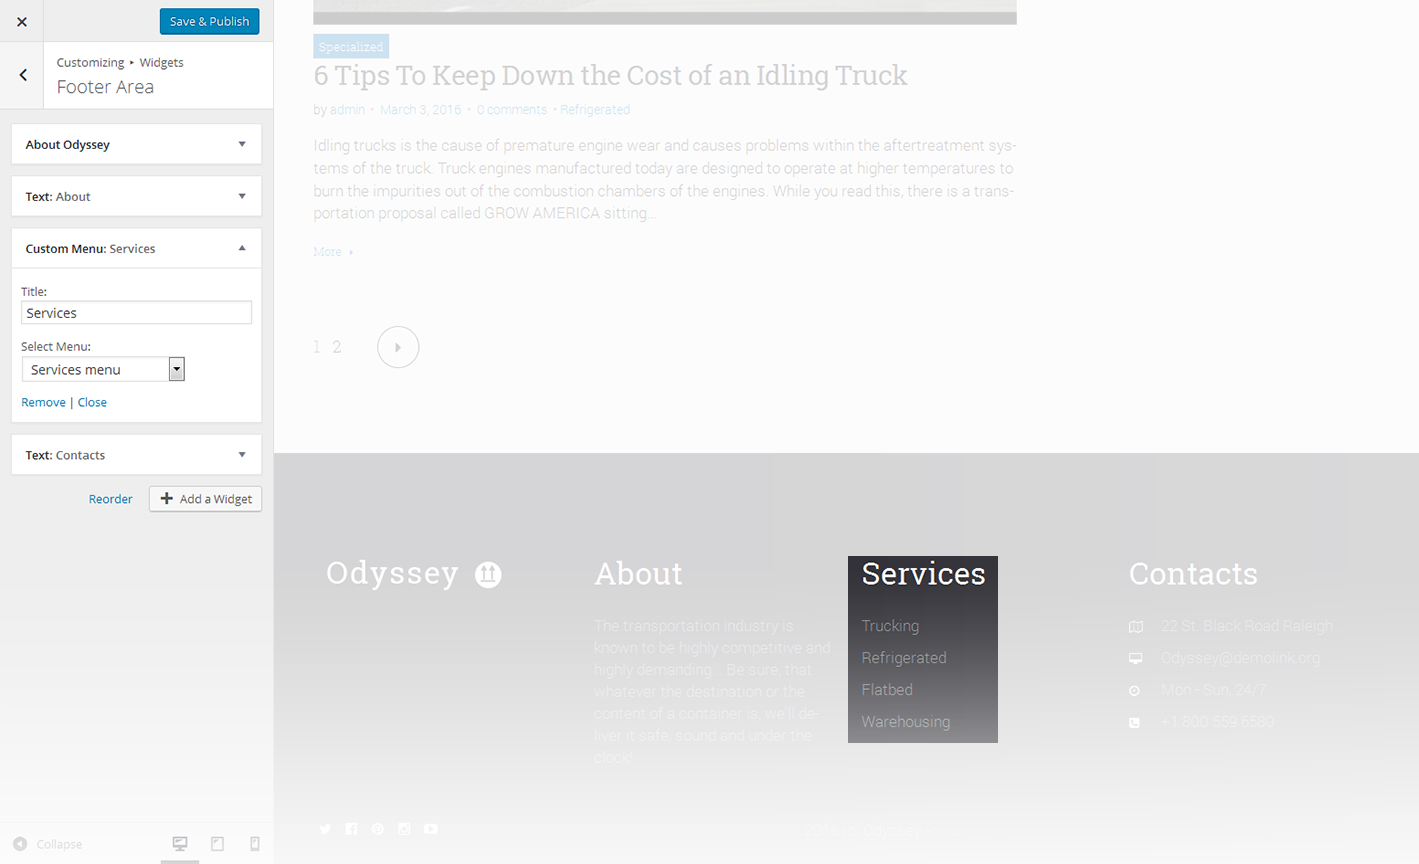 Save & Publish
Customizing ▸ Widgets
Footer Area
About Odyssey
Text: About
Custom Menu: Services
Title:
Services
Select Menu:
Services menu
Remove | Close
Text: Contacts
Reorder
Add a Widget
Collapse
Specialized
6 Tips To Keep Down the Cost of an Idling Truck
by admin • March 3, 2016 • 0 comments • Refrigerated
Idling trucks is the cause of premature engine wear and causes problems within the aftertreatment sys-
tems of the truck. Truck engines manufactured today are designed to operate at higher temperatures to
burn the impurities out of the combustion chambers of the engines. While you read this, there is a trans-
portation proposal called GROW AMERICA sitting…
More
1 2
Odyssey
About
The transportation industry is
known to be highly competitive and
highly demanding... Be sure, that
whatever the destination or the
content of a container is, we'll de-
liver it safe, sound and under the
clock!
Services
Trucking
Refrigerated
Flatbed
Warehousing
Contacts
22 St. Black Road Raleigh
Odyssey@demolink.org
Mon - Sun, 24/7
+1 800 559 6580